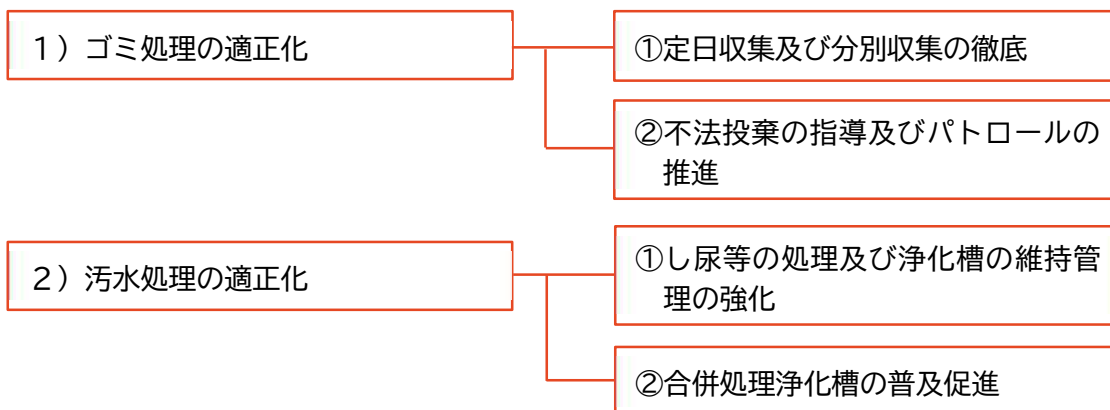 １）ゴミ処理の適正化
①定日収集及び分別収集の徹底
②不法投棄の指導及びパトロールの
推進
２）汚水処理の適正化
①し尿等の処理及び浄化槽の維持管
理の強化
②合併処理浄化槽の普及促進